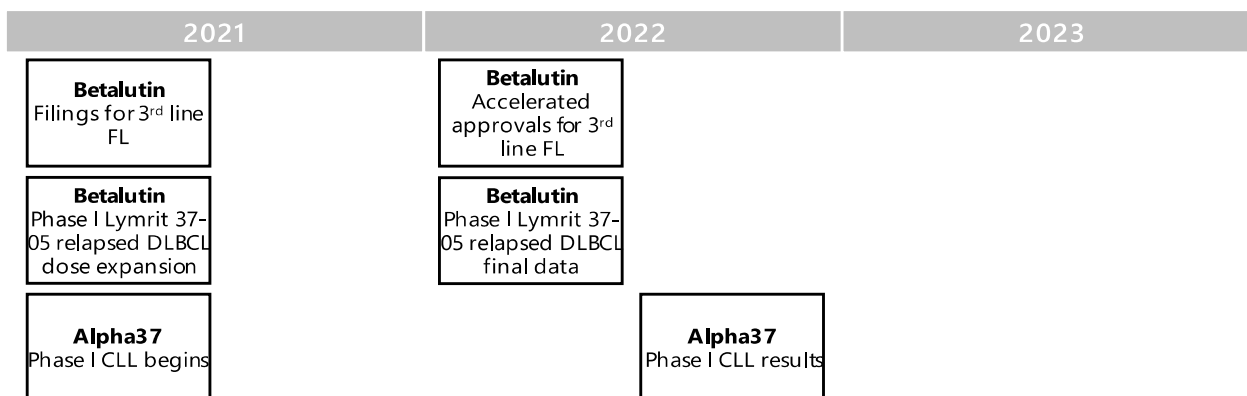 2021 2022 2023
Betalutin
Filings for 3rd line
FL
Betalutin
Accelerated
approvals for 3rd
line FL
Betalutin
Phase I Lymrit 37-
05 relapsed DLBCL
dose expansion
Betalutin
Phase I Lymrit 37-
05 relapsed DLBCL
final data
Alpha37
Phase I CLL begins
Alpha37
Phase I CLL results